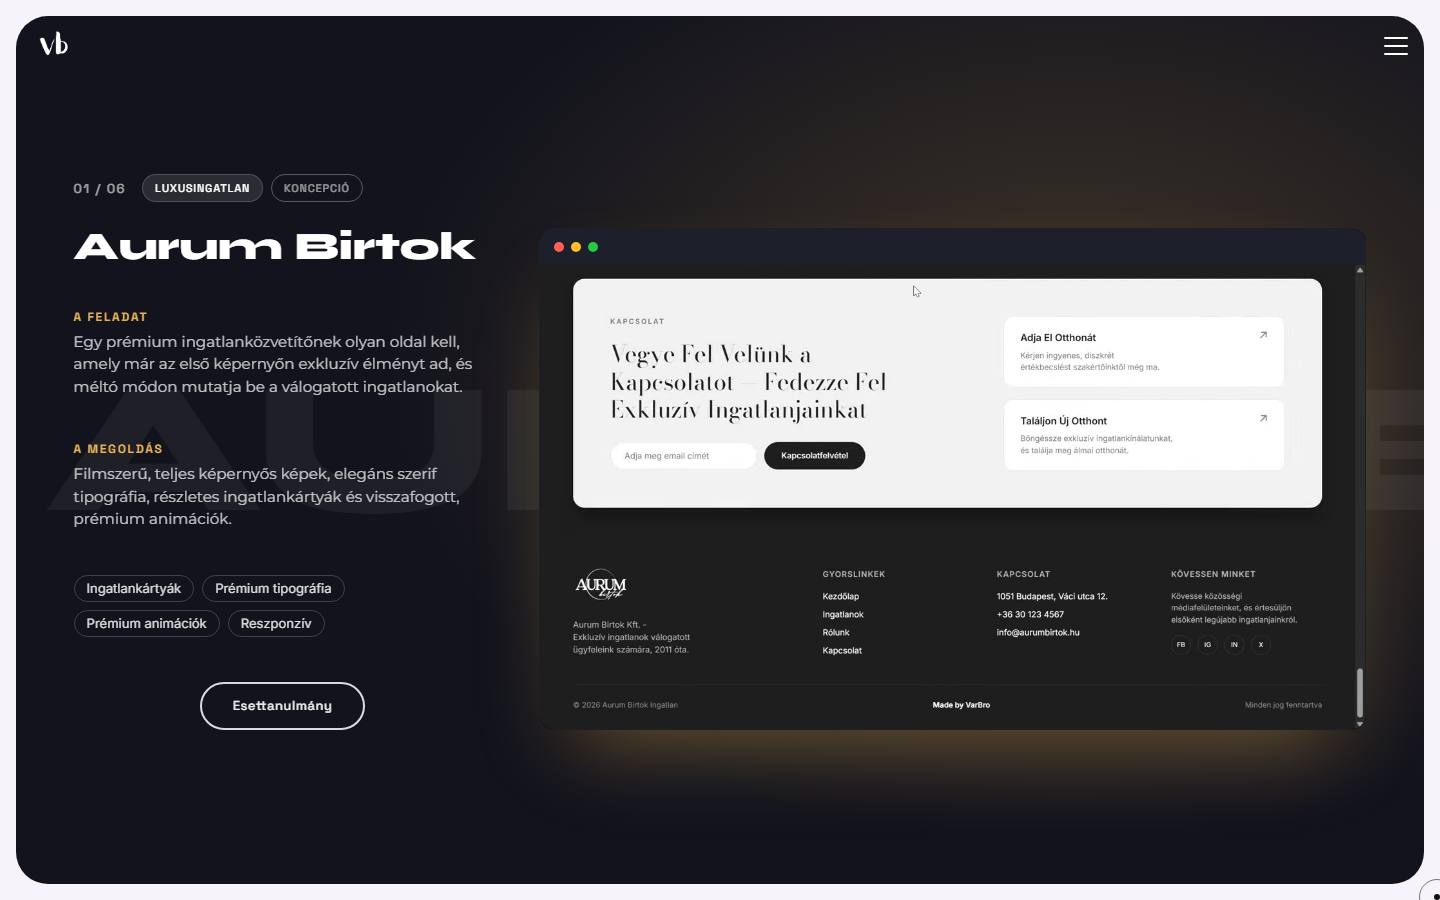 vb
01 / 06
LUXUSINGATLAN
KONCEPCIÓ
Aurum Birtok
A FELADAT
Egy prémium ingatlanközvetítőnek olyan oldal kell,
amely már az első képernyőn exkluzív élményt ad, és
méltó módon mutatja be a válogatott ingatlanokat.
A MEGOLDÁS
Filmszerű, teljes képernyős képek, elegáns szerif
tipográfia, részletes ingatlankártyák és visszafogott,
prémium animációk.
Ingatlankártyák
Prémium tipográfia
Prémium animációk
Reszponzív
Esettanulmány
KAPCSOLAT
Vegye Fel Velünk a
Kapcsolatot — Fedezze Fel
Exkluzív Ingatlanjainkat
Adja meg email címét
Kapcsolatfelvétel
Adja El Otthonát
Kérjen ingyenes, diszkrét
értékbecslést szakértőinktől még ma.
Találjon Új Otthont
Böngéssze exkluzív ingatlankínálatunkat,
és találja meg álmai otthonát.
AURUM
birtok
Aurum Birtok Kft. –
Exkluzív ingatlanok válogatott
ügyfeleink számára, 2011 óta.
GYORSLINKEK
Kezdőlap
Ingatlanok
Rólunk
Kapcsolat
KAPCSOLAT
1051 Budapest, Váci utca 12.
+36 30 123 4567
info@aurumbirtok.hu
KÖVESSEN MINKET
Kövesse közösségi
médiafelületeinket, és értesüljön
elsőként legújabb ingatlanjainkról.
FB
IG
IN
X
© 2026 Aurum Birtok Ingatlan
Made by VarBro
Minden jog fenntartva